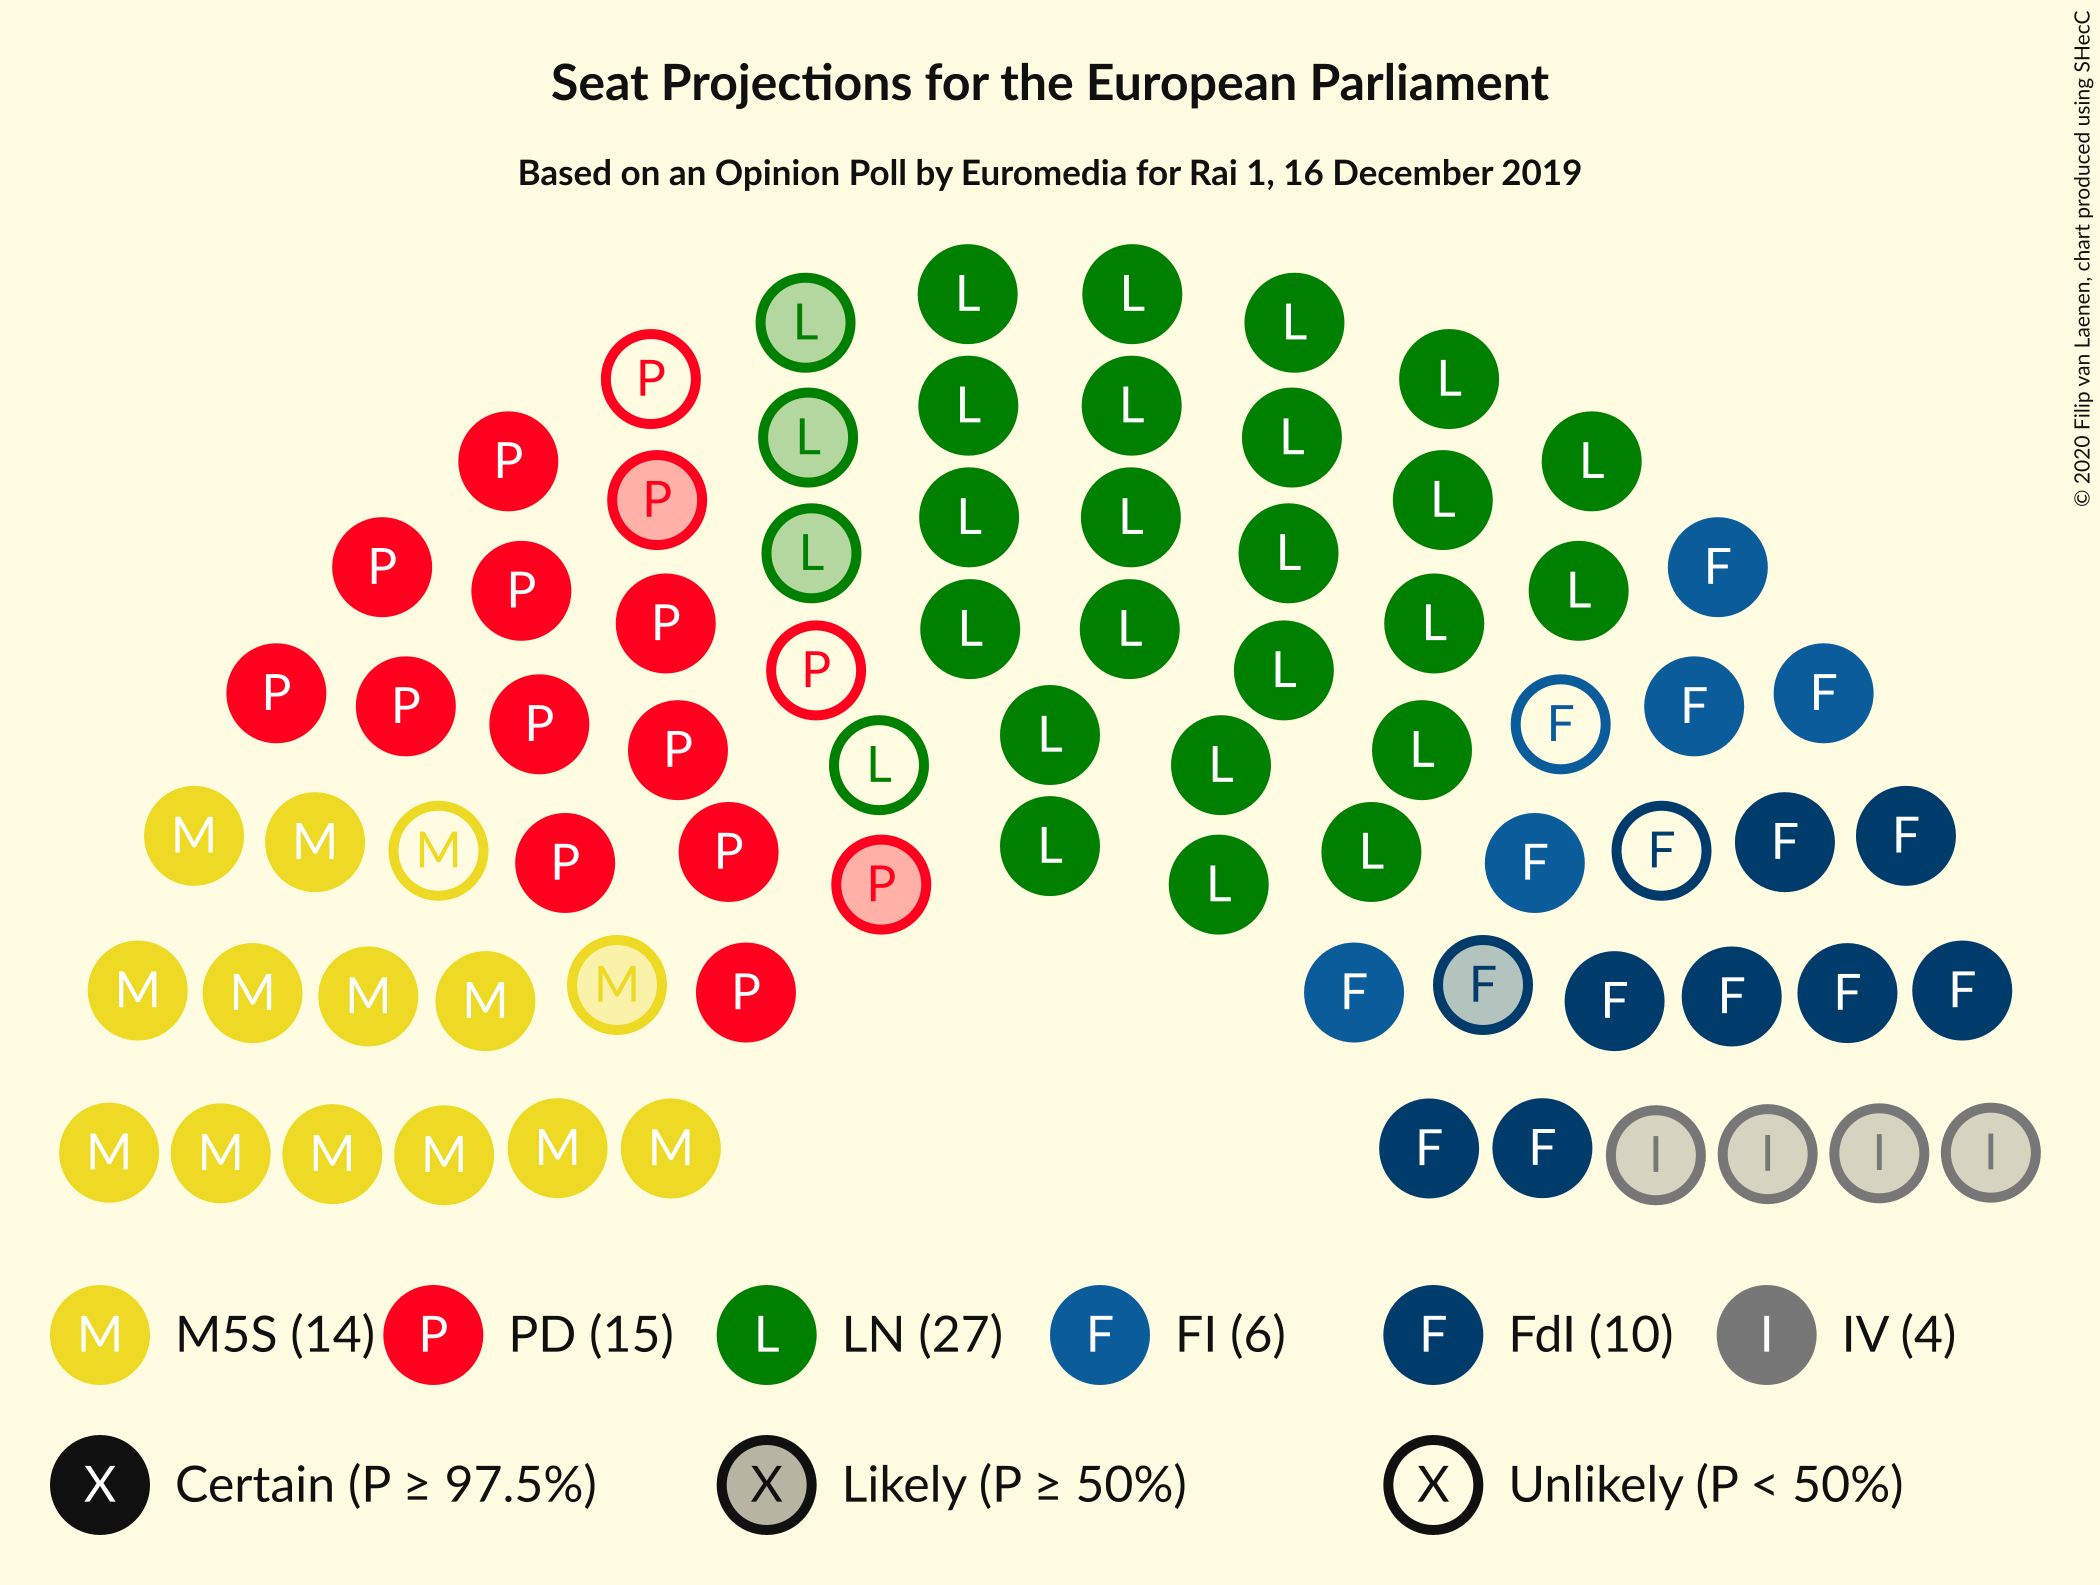 Seat Projections for the European Parliament
Based on an Opinion Poll by Euromedia for Rai 1, 16 December 2019
© 2020 Filip van Laenen, chart produced using SHecC
L L
L L
P L
L L
L L
P L L
P L
P L
L L
L
P F
P L
P L
P L
L L
P L
P F
P F
P F
P L
L
L
L L
M F
M F
M F
P F
P L
L
P L
M F
M F
M F
M F
M F
P F
M M M M M M F F I I I I
M M5S (14) P PD (15) L LN (27) F FI (6) F FdI (10) I IV (4)
X Certain (P ≥ 97.5%) X Likely (P ≥ 50%) X Unlikely (P < 50%)